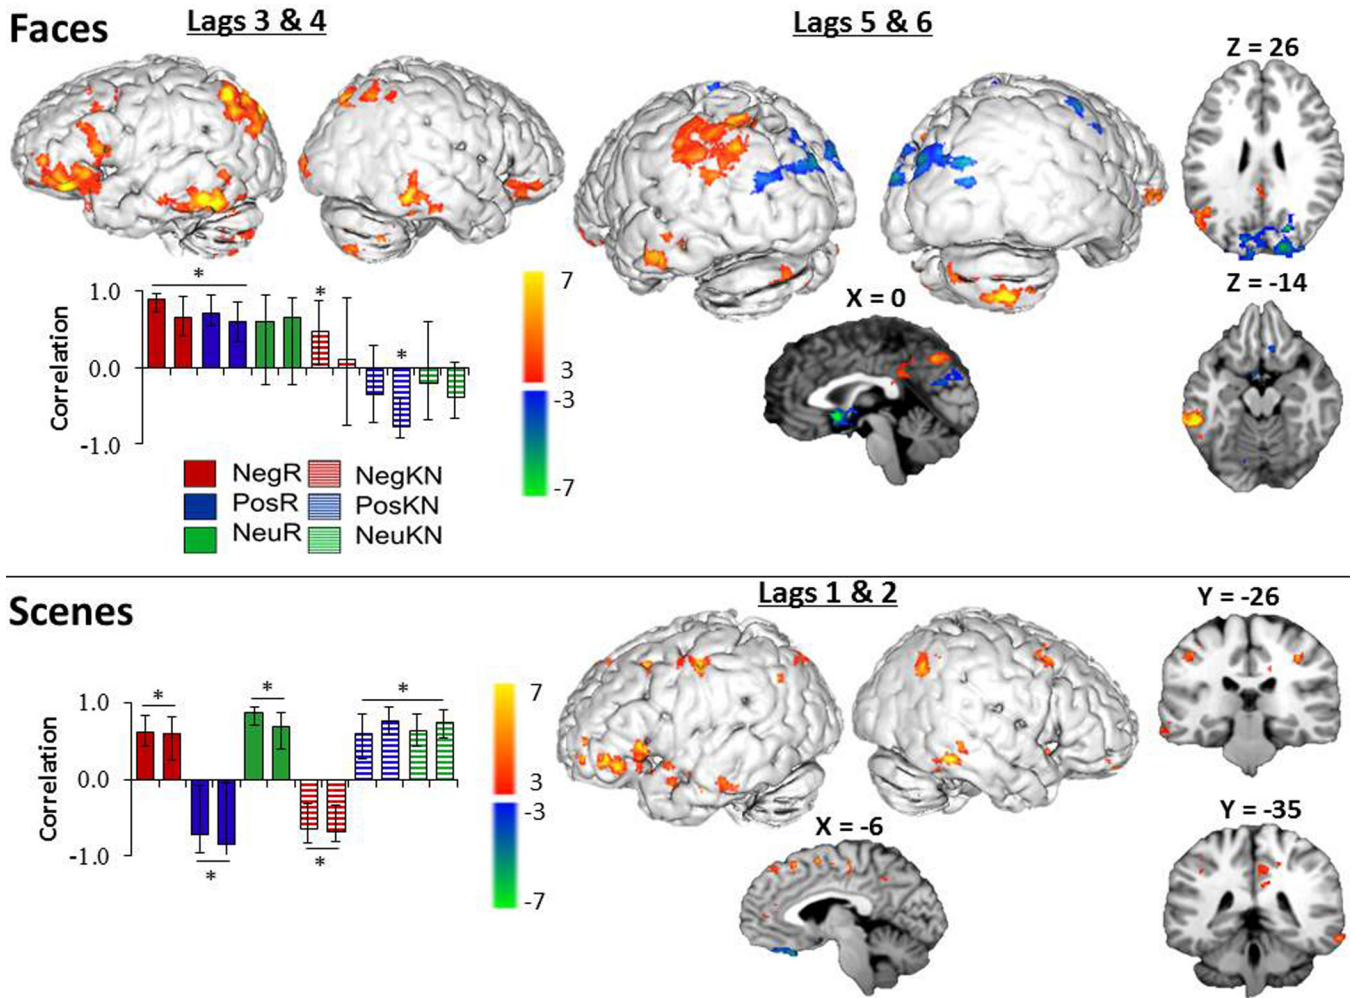 Faces
Lags 3 & 4
Lags 5 & 6
Z = 26
*
1.0
*
*
0.0
-1.0
Correlation
7
3
-3
-7
X = 0
Z = -14
NegR
NegKN
PosR
PosKN
NeuR
NeuKN
Scenes
Lags 1 & 2
Y = -26
1.0
*
*
*
0.0
-1.0
*
*
Correlation
7
3
-3
-7
X = -6
Y = -35